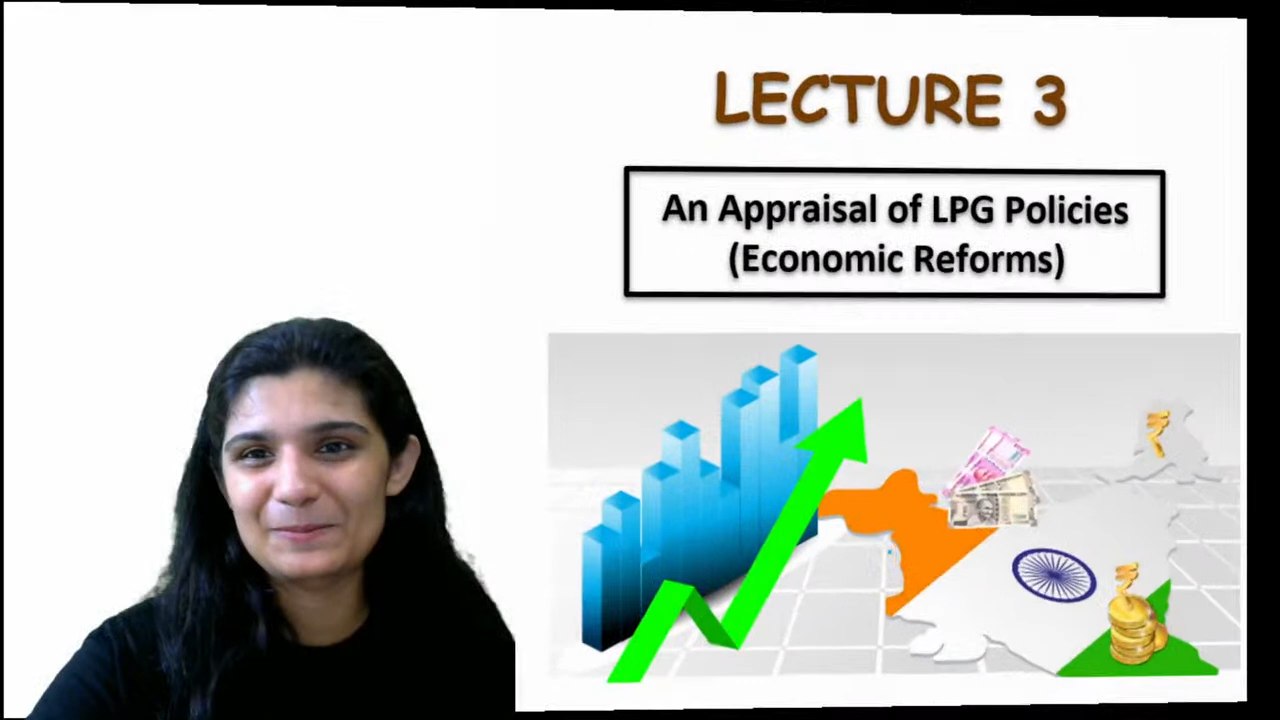 LECTURE 3
An Appraisal of LPG Policies
(Economic Reforms)
₹
₹